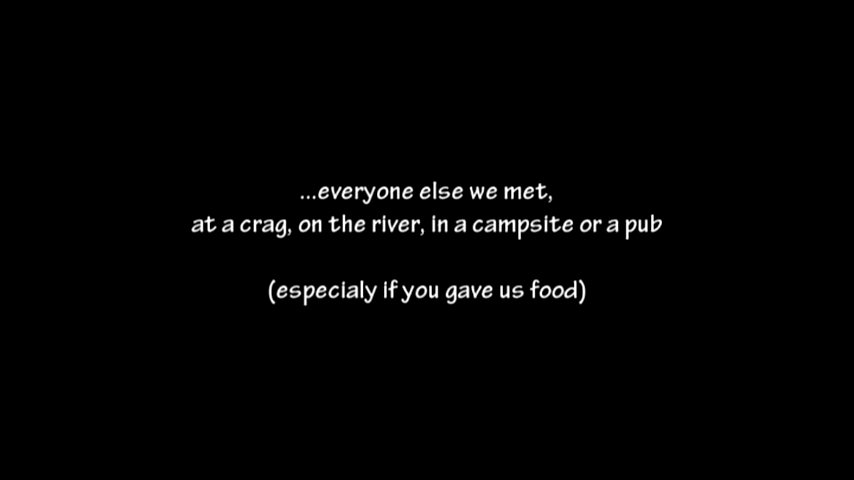 ...everyone else we met,
at a crag, on the river, in a campsite or a pub
(especialy if you gave us food)